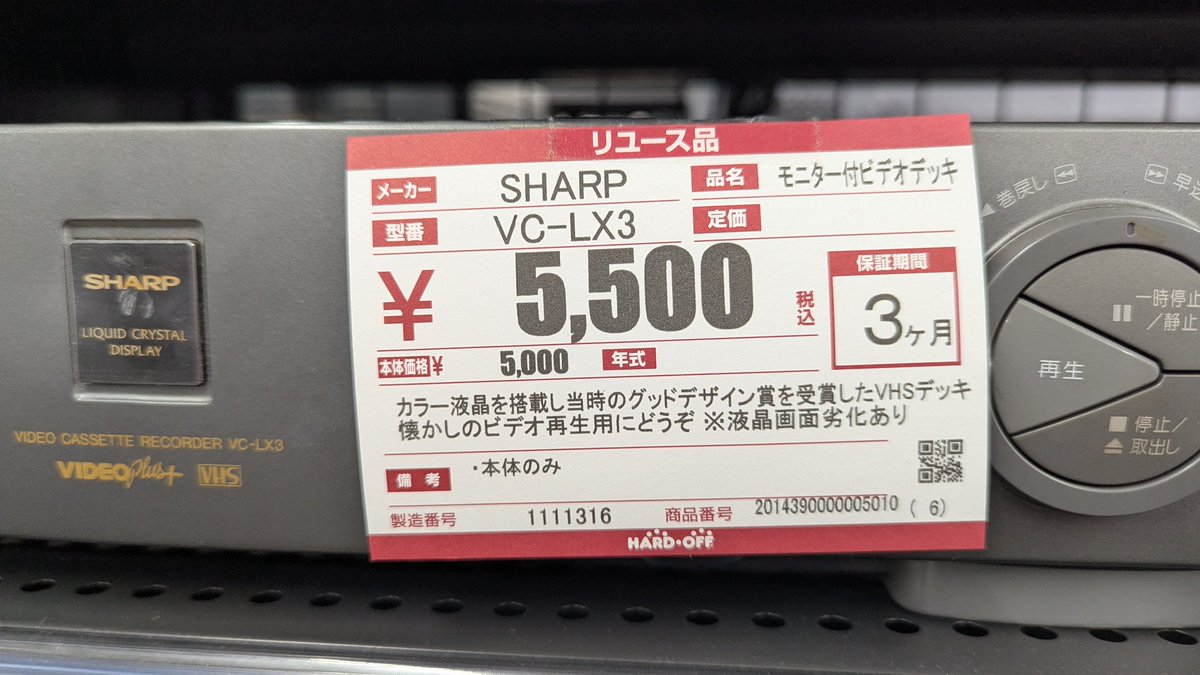 リユース品
メーカー SHARP
品名 モニター付ビデオデッキ
型番 VC-LX3
定価
¥ 5,500 税込
保証期間
3ヶ月
本体価格¥ 5,000 年式
カラー液晶を搭載し当時のグッドデザイン賞を受賞したVHSデッキ
懐かしのビデオ再生用にどうぞ ※液晶画面劣化あり
備考 ・本体のみ
製造番号 1111316 商品番号 2014390000005010 ( 6)
HARD・OFF
SHARP
LIQUID CRYSTAL
DISPLAY
VIDEO CASSETTE RECORDER VC-LX3
VIDEO Plus+ VHS
巻戻し
一時停止
/静止
再生
停止/
取出し